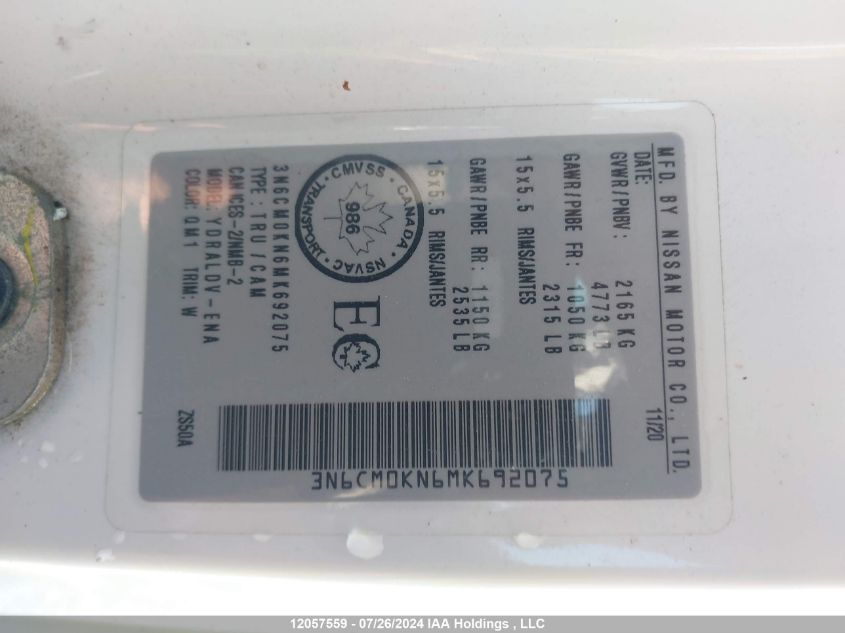 MFD. BY NISSAN MOTOR CO., LTD.
DATE: 11/20
GVWR/PNBV: 2165 KG
4773 LB
GAWR/PNBE FR: 1050 KG
2315 LB
15x5.5 RIMS/JANTES
GAWR/PNBE RR: 1150 KG
2535 LB
15x5.5 RIMS/JANTES
CMVSS · CANADA · NSVAC · TRANSPORT ·
986
EC
3N6CM0KN6MK692075
TYPE: TRU/CAM
CAN ICES-2/NMB-2
MODEL: YDRALDV-ENA
COLOR: QM1 TRIM: W
ZS50A
3N6CM0KN6MK692075
12057559 - 07/26/2024 IAA Holdings , LLC